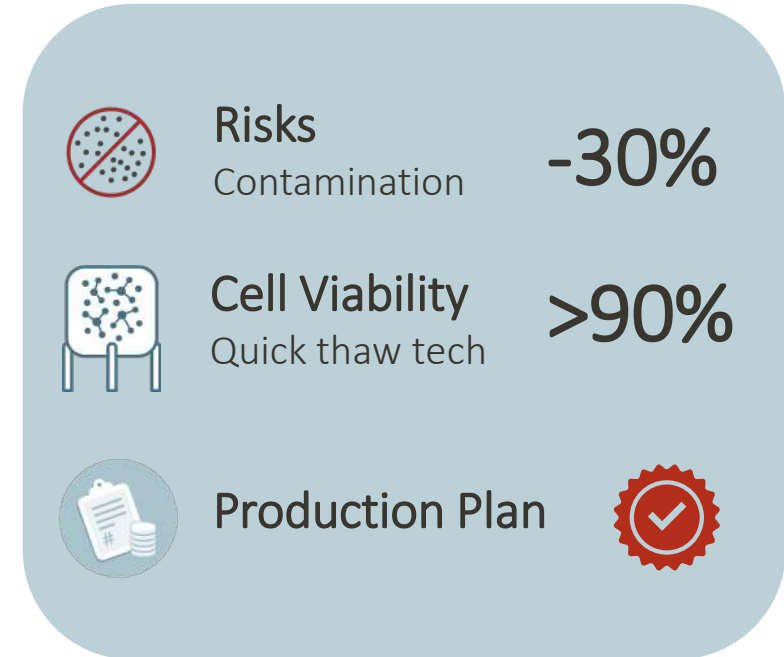 Risks
Contamination
-30%
Cell Viability
Quick thaw tech
>90%
Production Plan
#